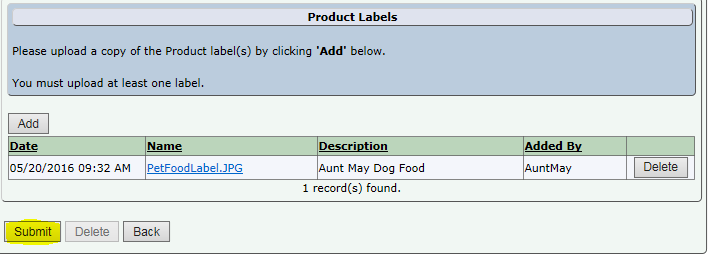 Product Labels
Please upload a copy of the Product label(s) by clicking 'Add' below.
You must upload at least one label.
Add
Date Name Description Added By
05/20/2016 09:32 AM PetFoodLabel.JPG Aunt May Dog Food AuntMay Delete
1 record(s) found.
Submit Delete Back